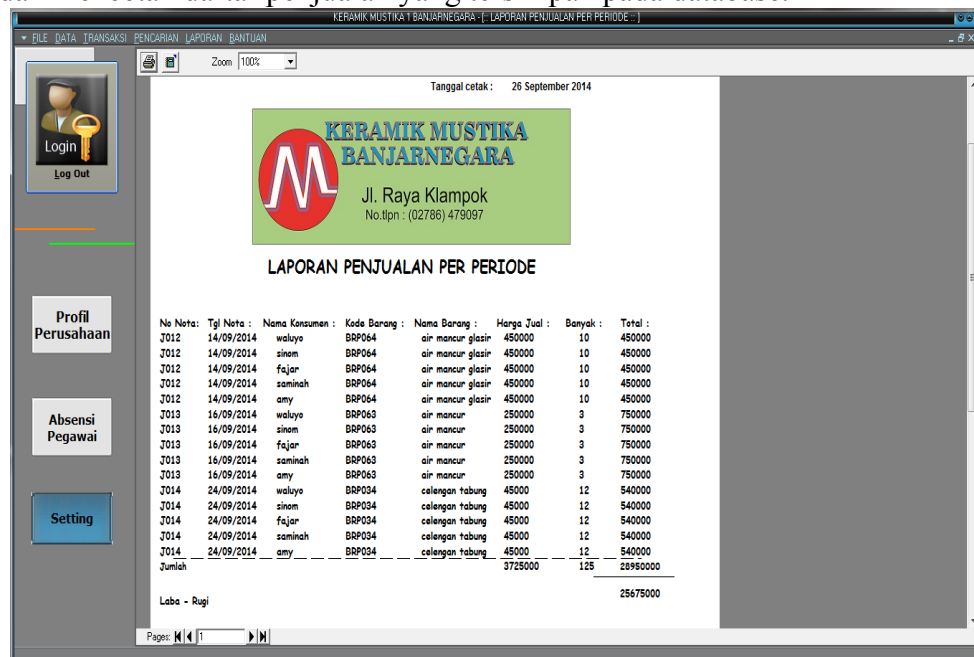 KERAMIK MUSTIKA 1 BANJARNEGARA - [:: LAPORAN PENJUALAN PER PERIODE :: ]
FILE DATA TRANSAKSI PENCARIAN LAPORAN BANTUAN
Zoom 100%
Login
Log Out
Profil Perusahaan
Absensi Pegawai
Setting
Tanggal cetak : 26 September 2014
KERAMIK MUSTIKA
BANJARNEGARA
M
Jl. Raya Klampok
No.tlpn : (02786) 479097
LAPORAN PENJUALAN PER PERIODE
No Nota: Tgl Nota : Nama Konsumen : Kode Barang : Nama Barang : Harga Jual : Banyak : Total :
J012 14/09/2014 waluyo BRP064 air mancur glasir 450000 10 450000
J012 14/09/2014 sinom BRP064 air mancur glasir 450000 10 450000
J012 14/09/2014 fajar BRP064 air mancur glasir 450000 10 450000
J012 14/09/2014 saminah BRP064 air mancur glasir 450000 10 450000
J012 14/09/2014 amy BRP064 air mancur glasir 450000 10 450000
J013 16/09/2014 waluyo BRP063 air mancur 250000 3 750000
J013 16/09/2014 sinom BRP063 air mancur 250000 3 750000
J013 16/09/2014 fajar BRP063 air mancur 250000 3 750000
J013 16/09/2014 saminah BRP063 air mancur 250000 3 750000
J013 16/09/2014 amy BRP063 air mancur 250000 3 750000
J014 24/09/2014 waluyo BRP034 celengan tabung 45000 12 540000
J014 24/09/2014 sinom BRP034 celengan tabung 45000 12 540000
J014 24/09/2014 fajar BRP034 celengan tabung 45000 12 540000
J014 24/09/2014 saminah BRP034 celengan tabung 45000 12 540000
J014 24/09/2014 amy BRP034 celengan tabung 45000 12 540000
Jumlah 3725000 125 28950000
Laba - Rugi 25675000
Pages: 1